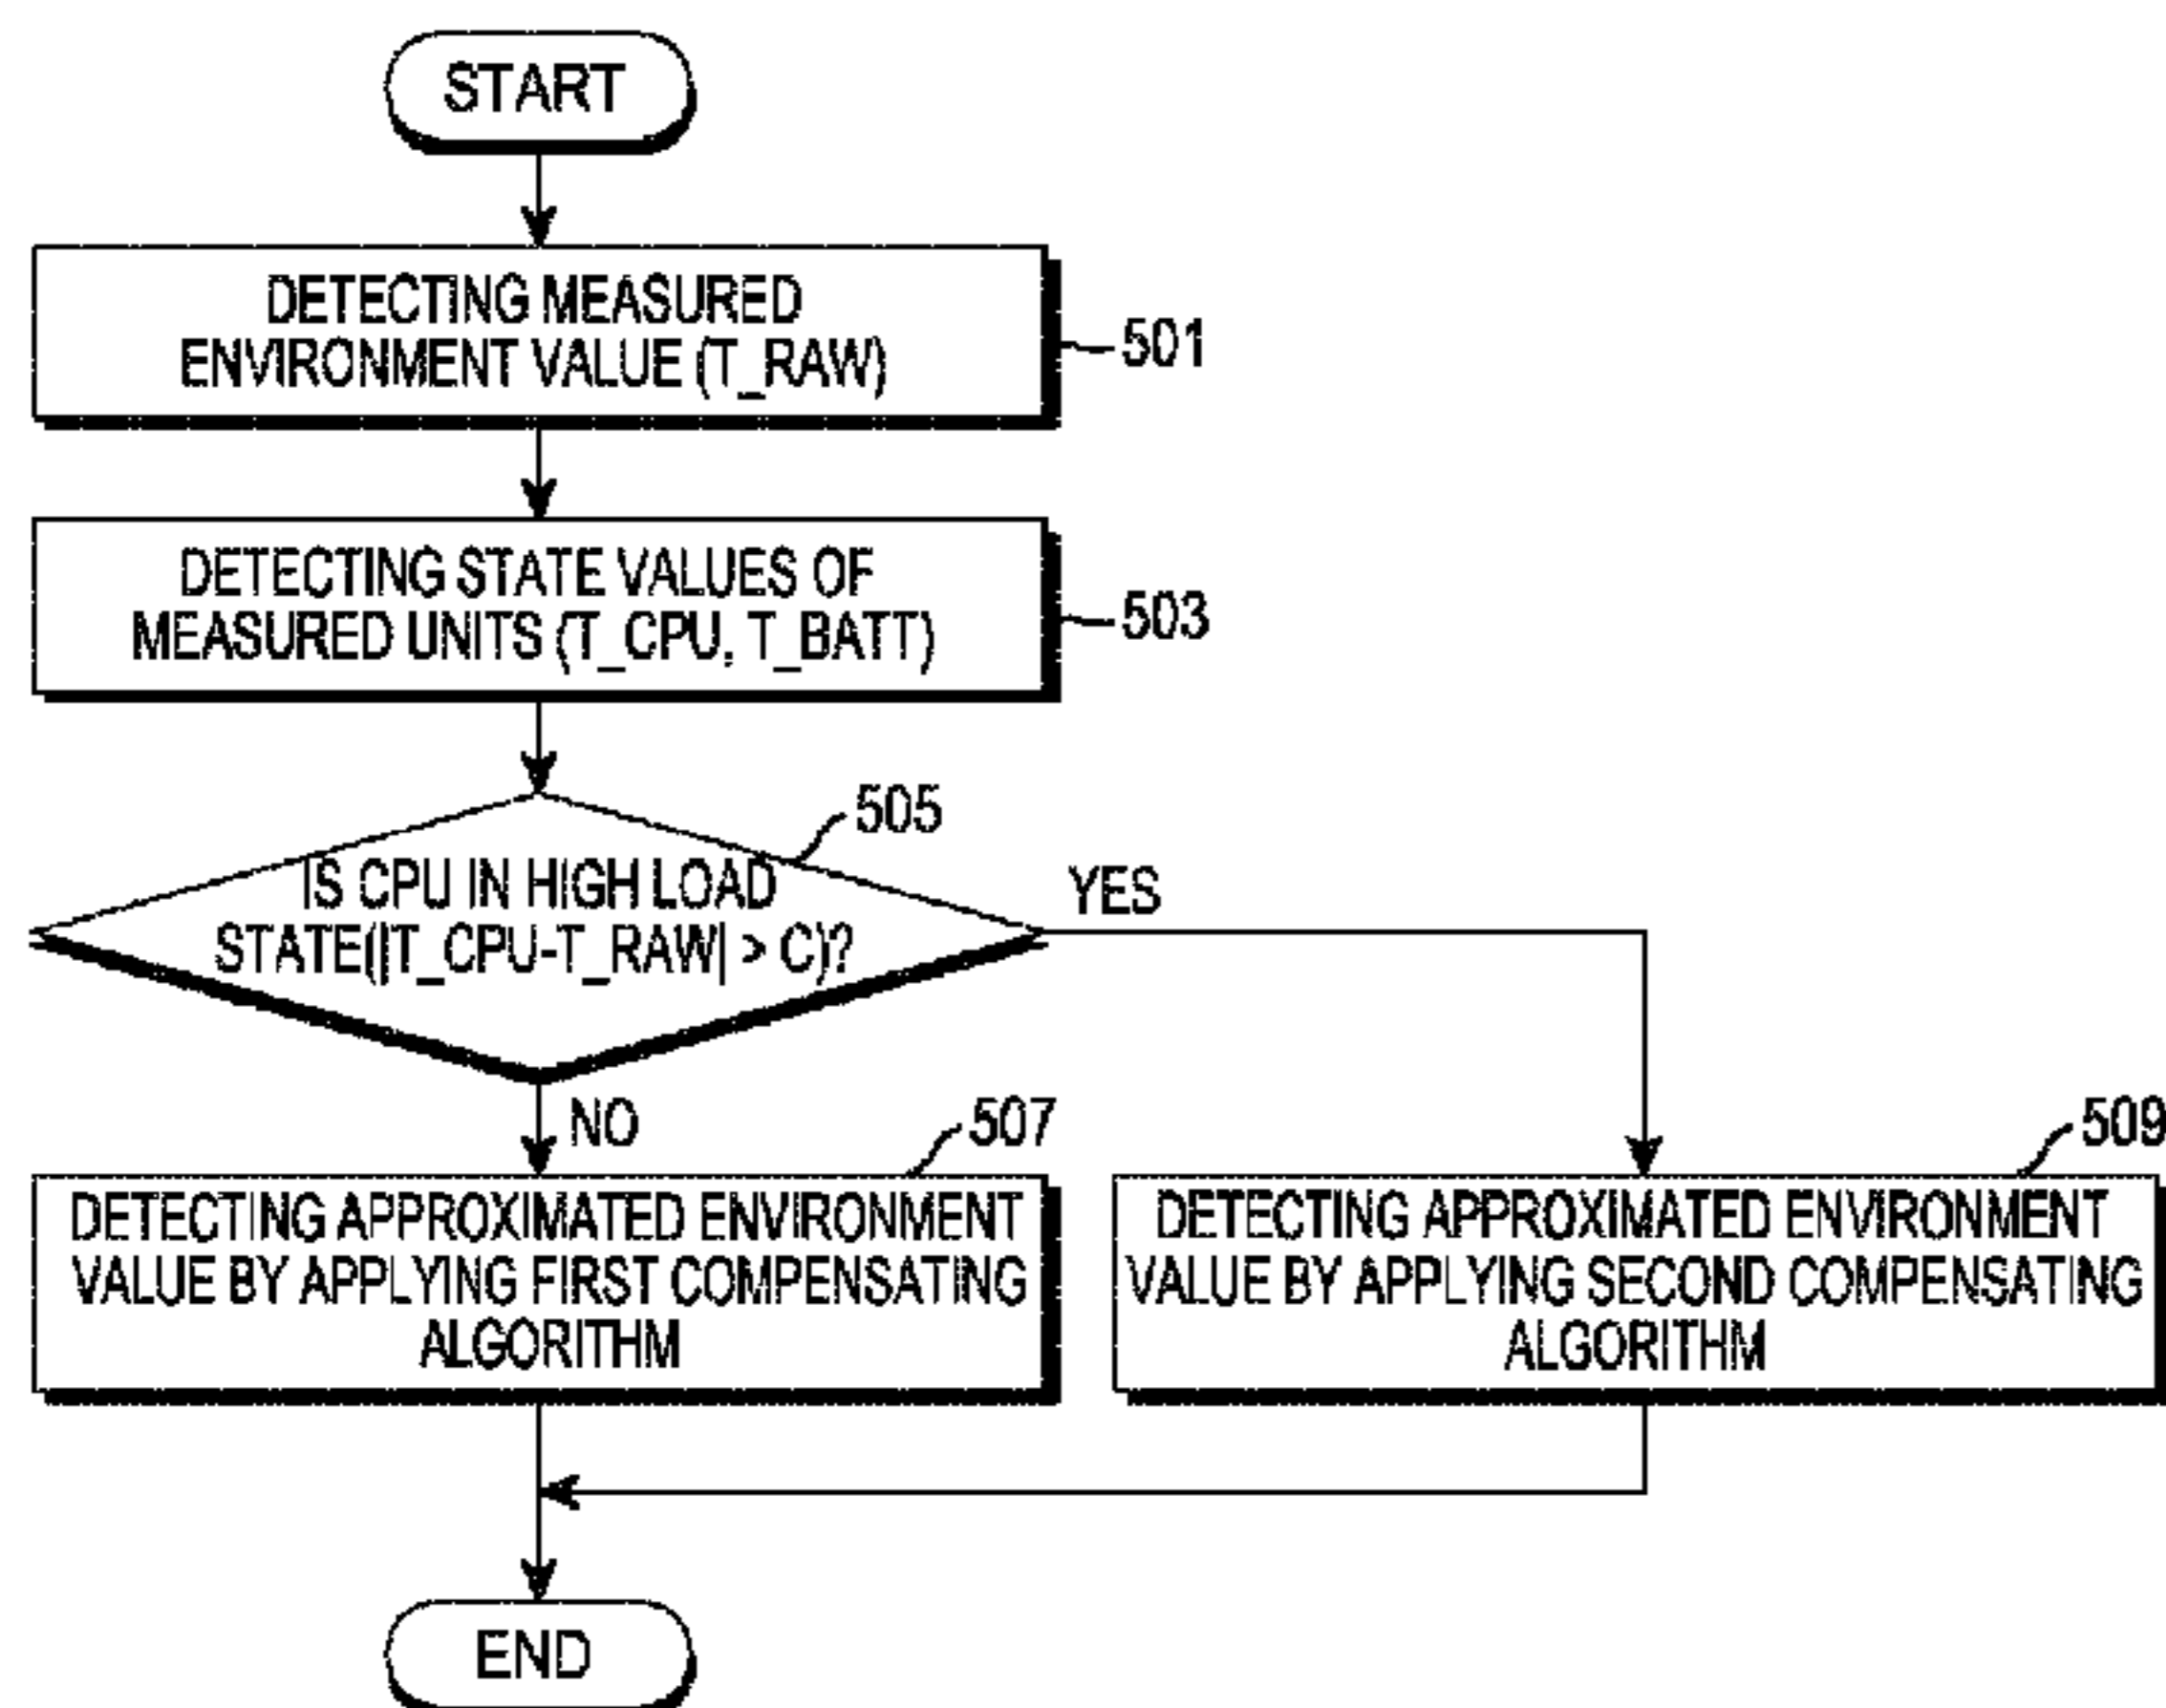 START
DETECTING MEASURED
ENVIRONMENT VALUE (T_RAW)
501
DETECTING STATE VALUES OF
MEASURED UNITS (T_CPU, T_BATT)
503
505
IS CPU IN HIGH LOAD
STATE(|T_CPU-T_RAW| > C)?
YES
NO
507
DETECTING APPROXIMATED ENVIRONMENT
VALUE BY APPLYING FIRST COMPENSATING
ALGORITHM
509
DETECTING APPROXIMATED ENVIRONMENT
VALUE BY APPLYING SECOND COMPENSATING
ALGORITHM
END